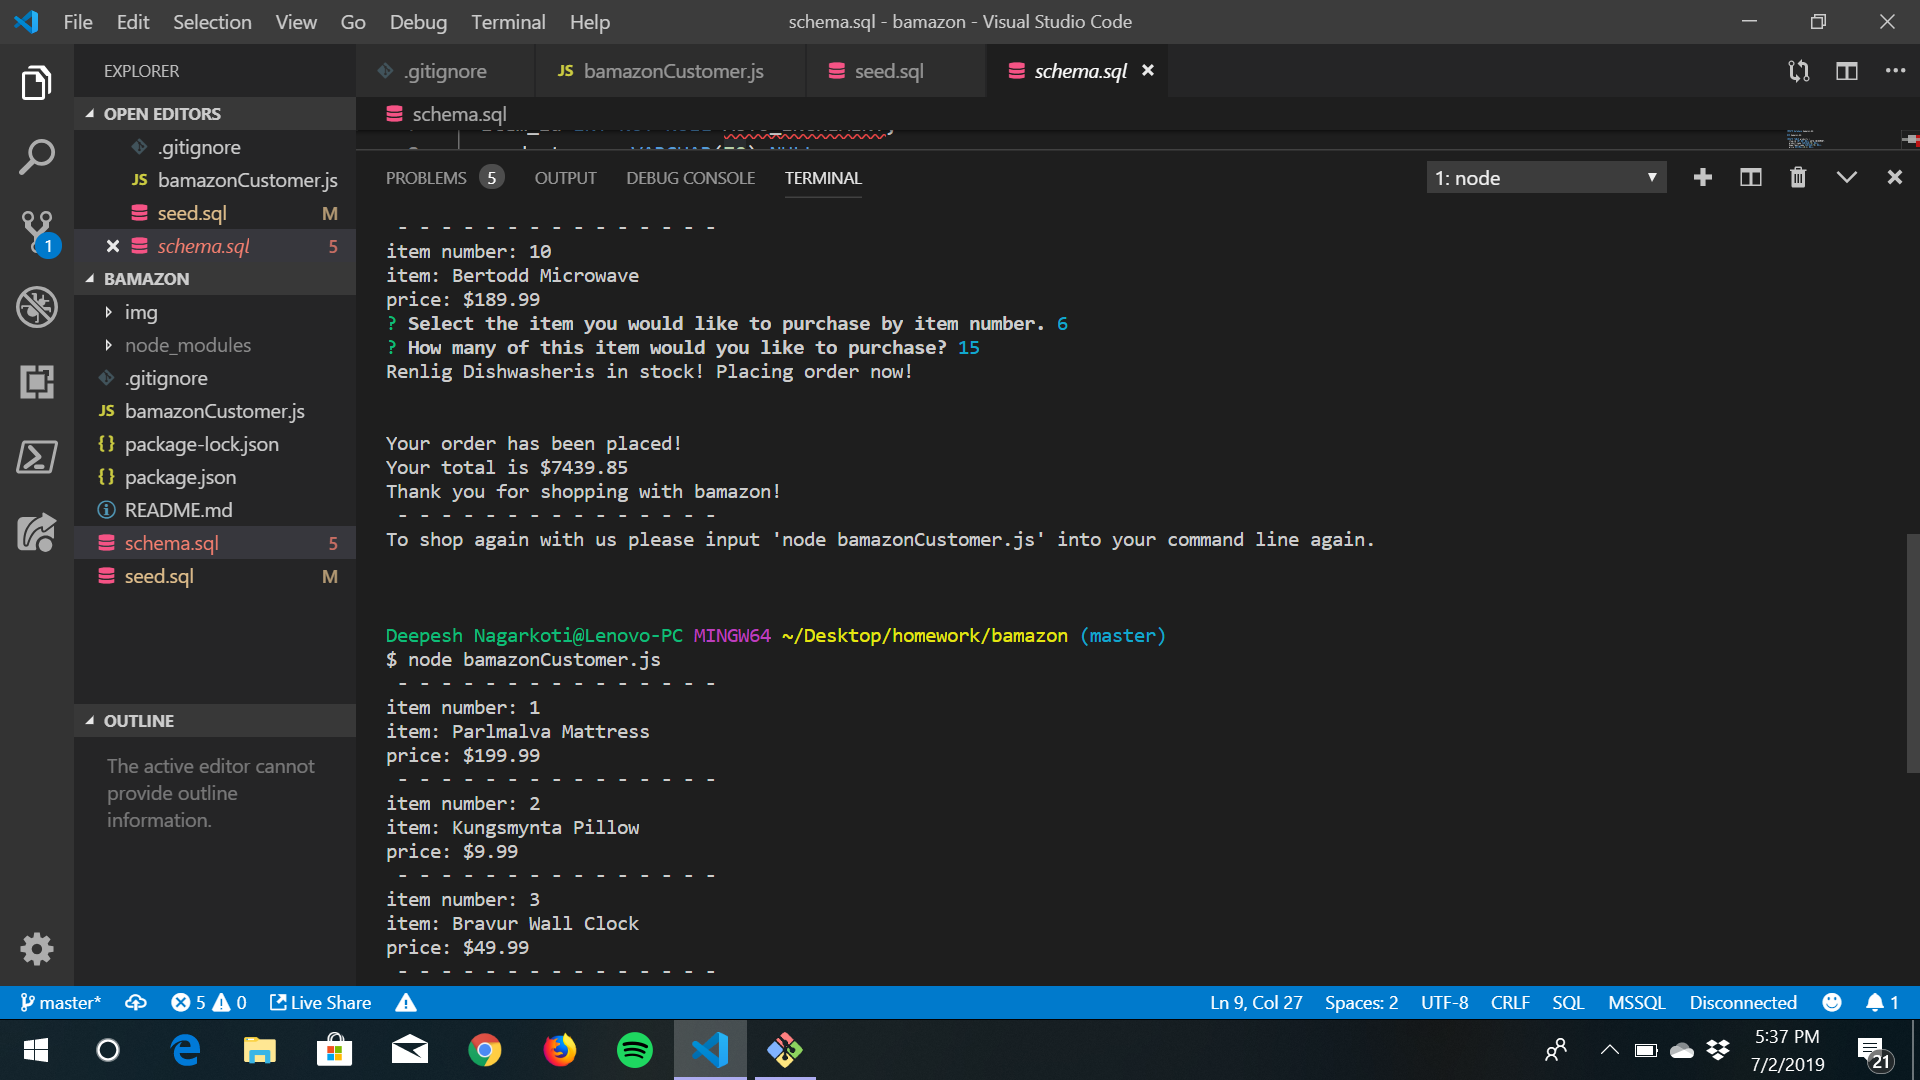 File Edit Selection View Go Debug Terminal Help
schema.sql - bamazon - Visual Studio Code
EXPLORER
.gitignore
JS bamazonCustomer.js
seed.sql
schema.sql
OPEN EDITORS
.gitignore
JS bamazonCustomer.js
seed.sql M
schema.sql 5
BAMAZON
img
node_modules
.gitignore
JS bamazonCustomer.js
{} package-lock.json
{} package.json
README.md
schema.sql 5
seed.sql M
OUTLINE
The active editor cannot
provide outline
information.
1
schema.sql
PROBLEMS 5 OUTPUT DEBUG CONSOLE TERMINAL
1: node
- - - - - - - - - - - - - - -
item number: 10
item: Bertodd Microwave
price: $189.99
? Select the item you would like to purchase by item number. 6
? How many of this item would you like to purchase? 15
Renlig Dishwasheris in stock! Placing order now!
Your order has been placed!
Your total is $7439.85
Thank you for shopping with bamazon!
- - - - - - - - - - - - - - -
To shop again with us please input 'node bamazonCustomer.js' into your command line again.
Deepesh Nagarkoti@Lenovo-PC MINGW64 ~/Desktop/homework/bamazon (master)
$ node bamazonCustomer.js
- - - - - - - - - - - - - - -
item number: 1
item: Parlmalva Mattress
price: $199.99
- - - - - - - - - - - - - - -
item number: 2
item: Kungsmynta Pillow
price: $9.99
- - - - - - - - - - - - - - -
item number: 3
item: Bravur Wall Clock
price: $49.99
- - - - - - - - - - - - - - -
master* 5 0 Live Share
Ln 9, Col 27 Spaces: 2 UTF-8 CRLF SQL MSSQL Disconnected 1
5:37 PM
7/2/2019
21